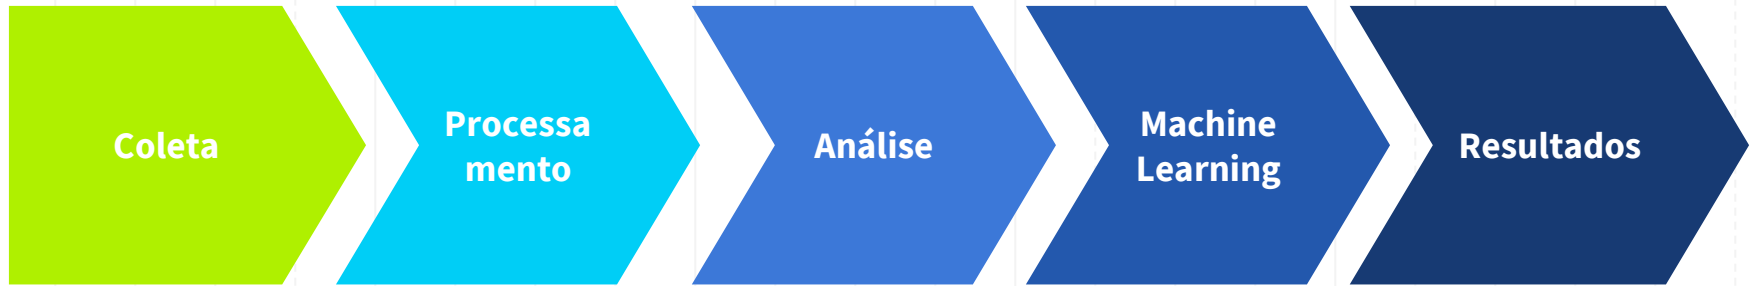 Coleta
Processa
mento
Análise
Machine
Learning
Resultados